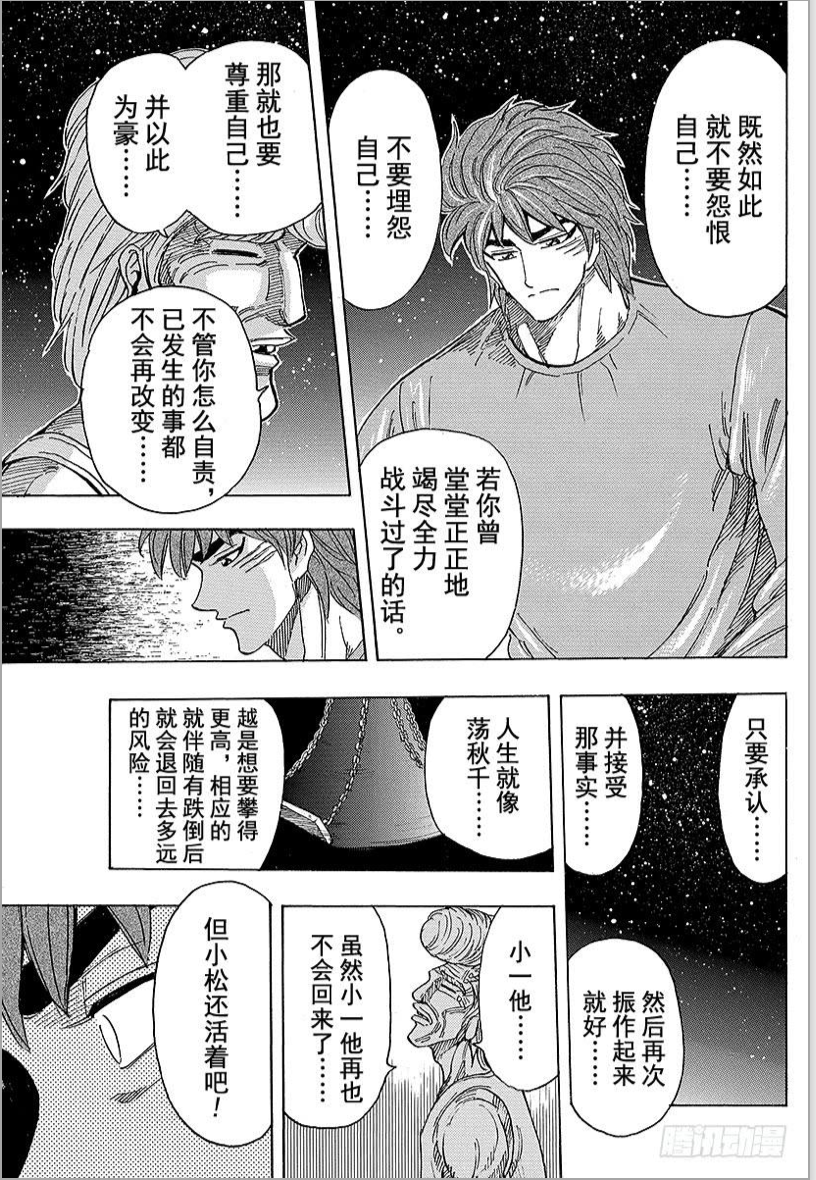 既然如此
就不要怨恨
自己……
不要埋怨
自己……
若你曾
堂堂正正地
竭尽全力
战斗过了的话。
那就也要
尊重自己……
并以此
为豪……
不管你怎么自责，
已发生的事都
不会再改变……
只要承认……
并接受
那事实……
然后再次
振作起来
就好……
人生就像
荡秋千……
越是想要攀得
更高，相应的
就伴随有跌倒后
就会退回去多远
的风险……
小一他……
虽然小一他再也
不会回来了……
但小松还活着吧！
腾讯动漫